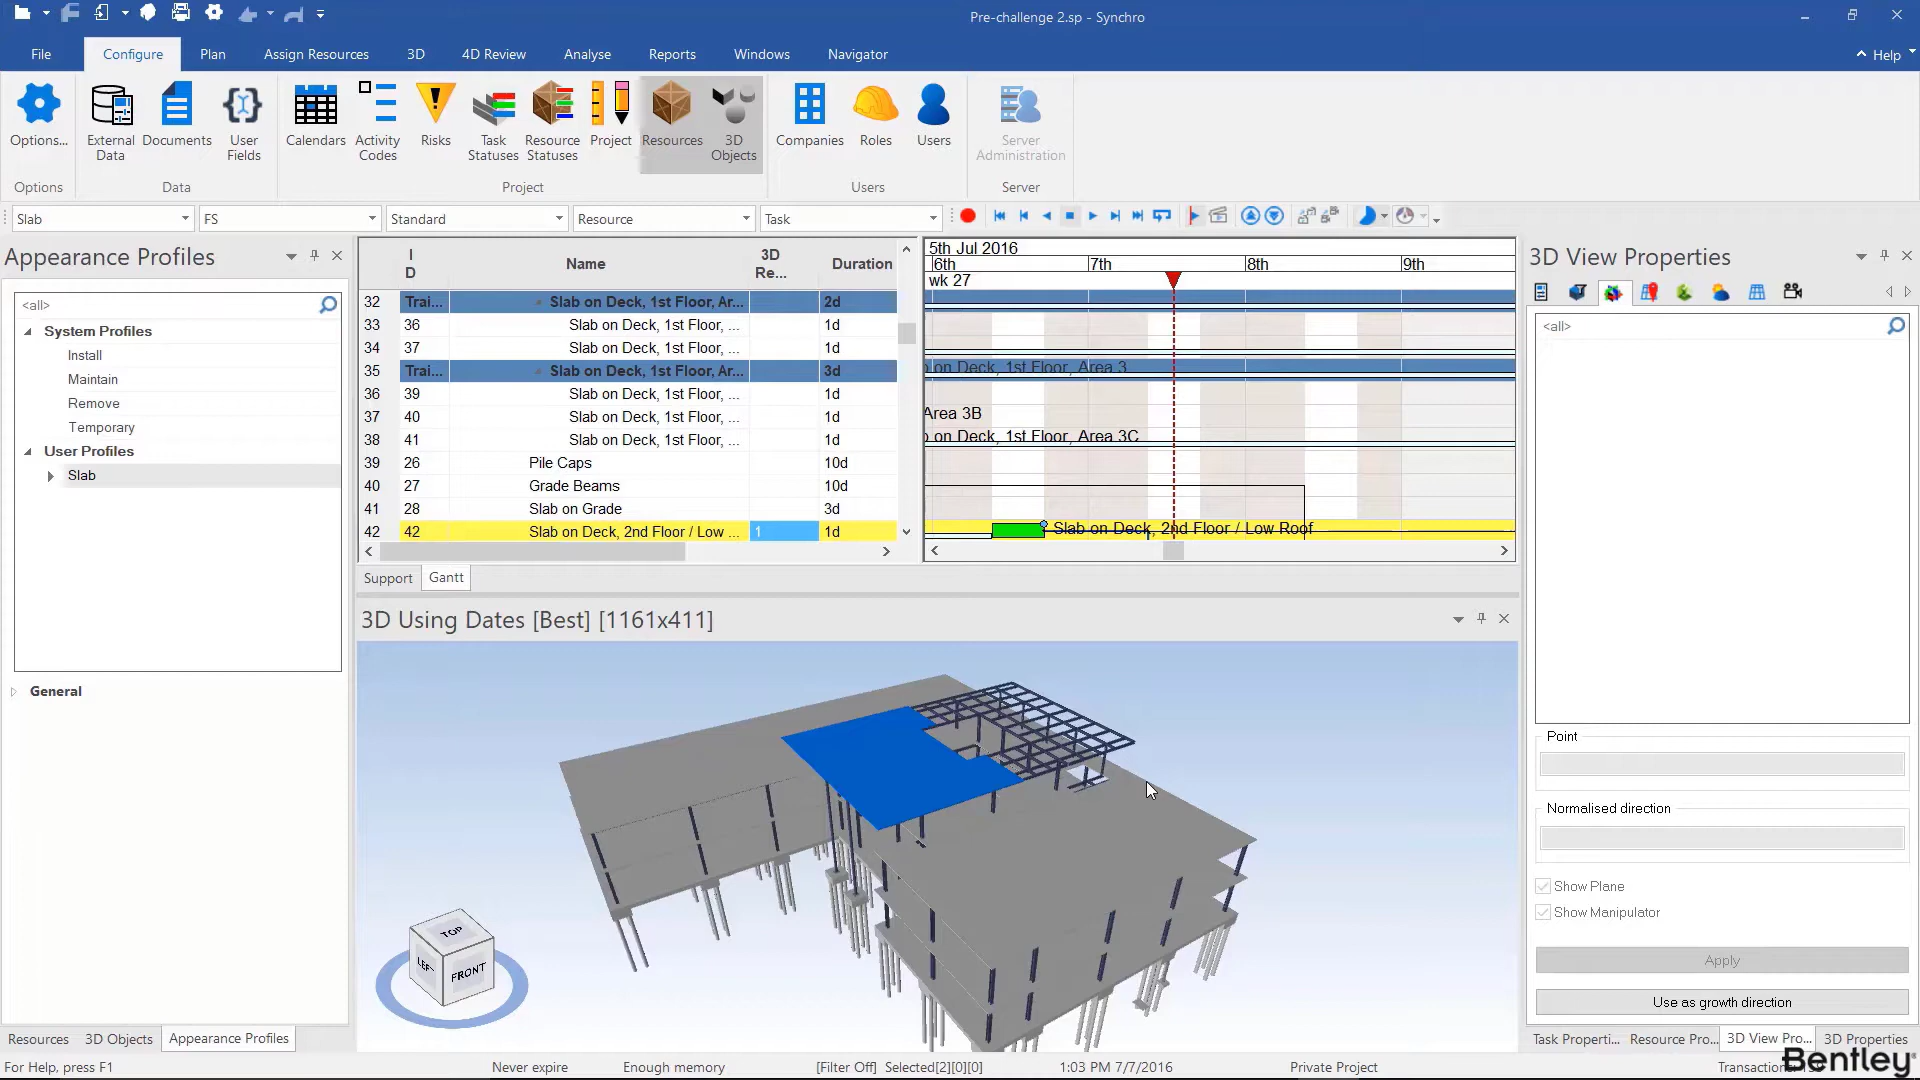 Pre-challenge 2.sp - Synchro
File Configure Plan Assign Resources 3D 4D Review Analyse Reports Windows Navigator Help
Options... External Data Documents User Fields Calendars Activity Codes Risks Task Statuses Resource Statuses Project Resources 3D Objects Companies Roles Users Server Administration
Options Data Project Users Server
Slab FS Standard Resource Task
Appearance Profiles
<all>
System Profiles
Install
Maintain
Remove
Temporary
User Profiles
Slab
General
Resources 3D Objects Appearance Profiles
I D Name 3D Re... Duration
32 Trai... Slab on Deck, 1st Floor, Ar... 2d
33 36 Slab on Deck, 1st Floor, ... 1d
34 37 Slab on Deck, 1st Floor, ... 1d
35 Trai... Slab on Deck, 1st Floor, Ar... 3d
36 39 Slab on Deck, 1st Floor, ... 1d
37 40 Slab on Deck, 1st Floor, ... 1d
38 41 Slab on Deck, 1st Floor, ... 1d
39 26 Pile Caps 10d
40 27 Grade Beams 10d
41 28 Slab on Grade 3d
42 42 Slab on Deck, 2nd Floor / Low ... 1 1d
5th Jul 2016
6th 7th 8th 9th
wk 27
on Deck, 1st Floor, Area 3
Area 3B
on Deck, 1st Floor, Area 3C
Slab on Deck, 2nd Floor / Low Roof
Support Gantt
3D Using Dates [Best] [1161x411]
TOP
LEFT
FRONT
3D View Properties
<all>
Point
Normalised direction
Show Plane
Show Manipulator
Apply
Use as growth direction
Task Properti... Resource Pro... 3D View Pro... 3D Properties
For Help, press F1 Never expire Enough memory [Filter Off] Selected[2][0][0] 1:03 PM 7/7/2016 Private Project
Bentley